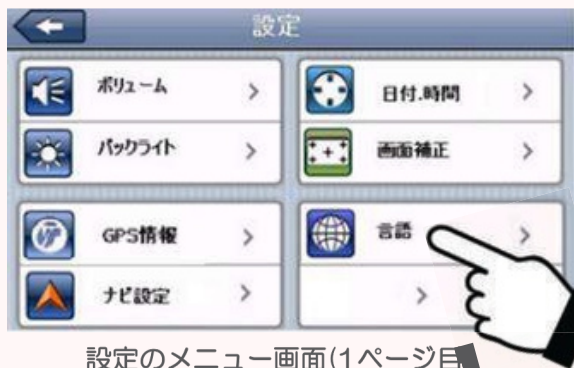 設定
ボリューム
日付.時間
バックライト
画面補正
GPS情報
言語
ナビ設定
設定のメニュー画面(1ページ目